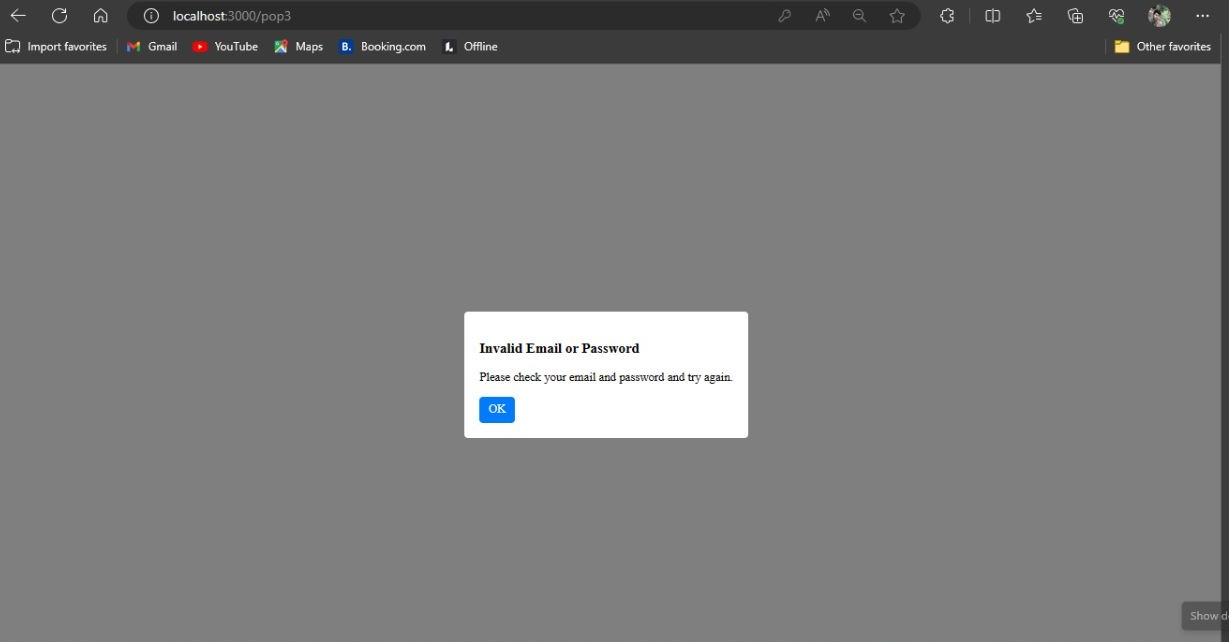 localhost:3000/pop3
Import favorites
Gmail
YouTube
Maps
B.
Booking.com
Offline
Other favorites
Invalid Email or Password
Please check your email and password and try again.
OK
Show